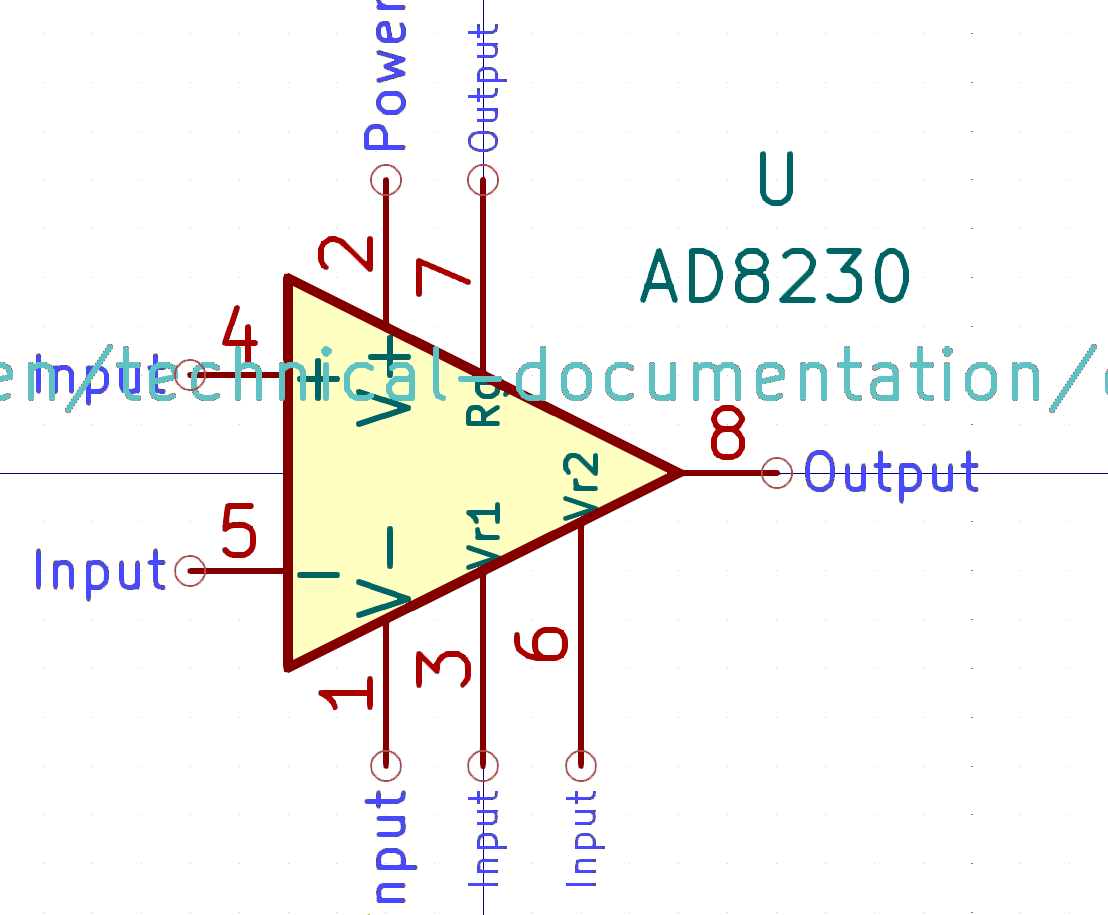 Power
Output
U
AD8230
2
7
4
Input
+
V+
Rg
en/technical-documentation/
8
Output
Vr2
Vr1
5
Input
-
V-
6
3
1
nput
Input
Input